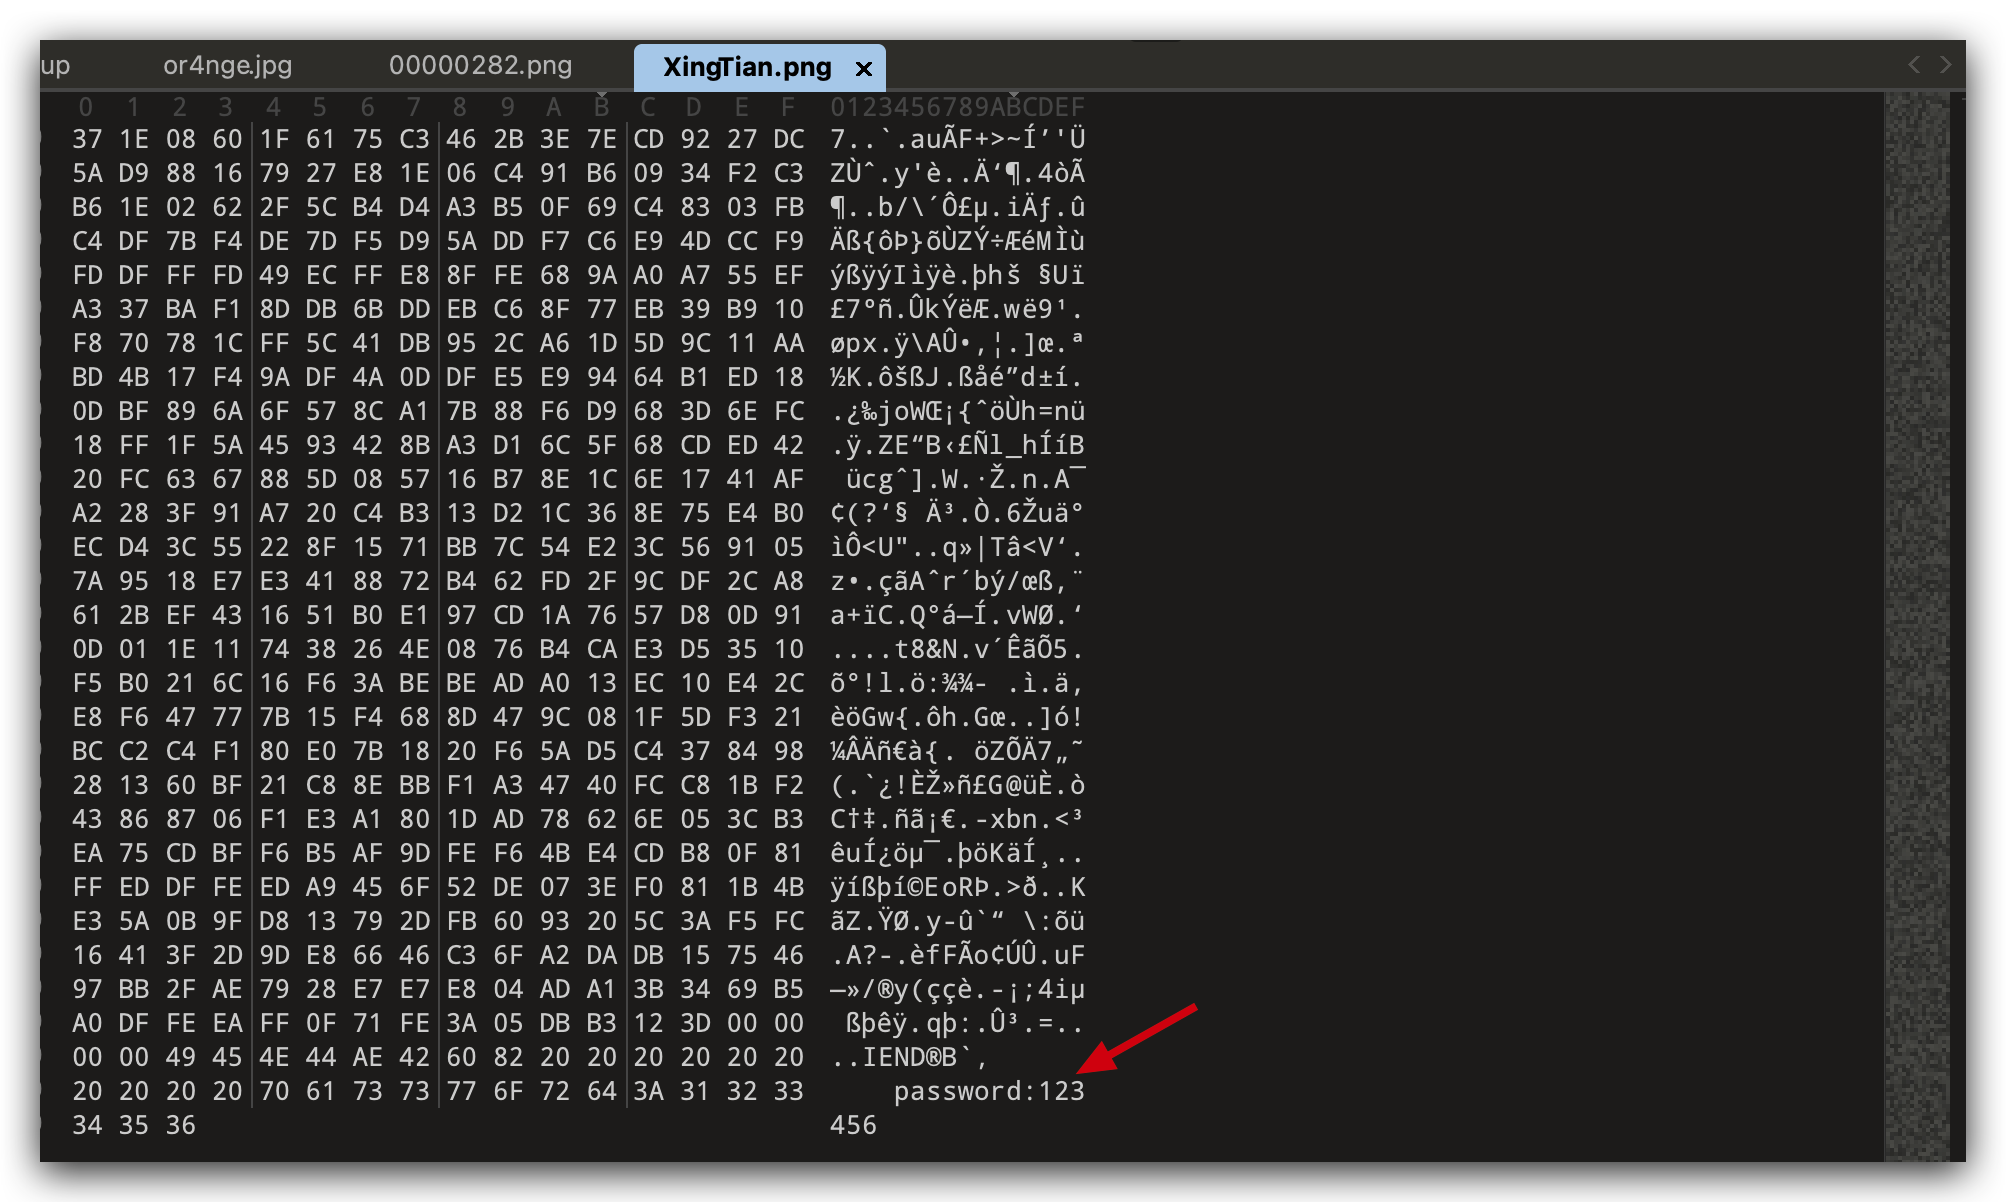 up or4nge.jpg 00000282.png XingTian.png ×
0 1 2 3 4 5 6 7 8 9 A B C D E F 0123456789ABCDEF
37 1E 08 60 1F 61 75 C3 46 2B 3E 7E CD 92 27 DC 7..`.auÃF+>~Í’'Ü
5A D9 88 16 79 27 E8 1E 06 C4 91 B6 09 34 F2 C3 ZÙˆ.y'è..Ä‘¶.4òÃ
B6 1E 02 62 2F 5C B4 D4 A3 B5 0F 69 C4 83 03 FB ¶..b/\´Ô£µ.iÄƒ.û
C4 DF 7B F4 DE 7D F5 D9 5A DD F7 C6 E9 4D CC F9 Äß{ôÞ}õÙZÝ÷ÆéMÌù
FD DF FF FD 49 EC FF E8 8F FE 68 9A A0 A7 55 EF ýßÿýIìÿè.þhš §Uï
A3 37 BA F1 8D DB 6B DD EB C6 8F 77 EB 39 B9 10 £7ºñ.ÛkÝëÆ.wë9¹.
F8 70 78 1C FF 5C 41 DB 95 2C A6 1D 5D 9C 11 AA øpx.ÿ\AÛ•,¦.]œ.ª
BD 4B 17 F4 9A DF 4A 0D DF E5 E9 94 64 B1 ED 18 ½K.ôšßJ.ßåé”d±í.
0D BF 89 6A 6F 57 8C A1 7B 88 F6 D9 68 3D 6E FC .¿‰joWŒ¡{ˆöÙh=nü
18 FF 1F 5A 45 93 42 8B A3 D1 6C 5F 68 CD ED 42 .ÿ.ZE“B‹£Ñl_hÍíB
20 FC 63 67 88 5D 08 57 16 B7 8E 1C 6E 17 41 AF  ücgˆ].W.·Ž.n.A¯
A2 28 3F 91 A7 20 C4 B3 13 D2 1C 36 8E 75 E4 B0 ¢(?‘§ Ä³.Ò.6Žuä°
EC D4 3C 55 22 8F 15 71 BB 7C 54 E2 3C 56 91 05 ìÔ<U"..q»|Tâ<V‘.
7A 95 18 E7 E3 41 88 72 B4 62 FD 2F 9C DF 2C A8 z•.çãAˆr´bý/œß,¨
61 2B EF 43 16 51 B0 E1 97 CD 1A 76 57 D8 0D 91 a+ïC.Q°á—Í.vWØ.‘
0D 01 1E 11 74 38 26 4E 08 76 B4 CA E3 D5 35 10 ....t8&N.v´ÊãÕ5.
F5 B0 21 6C 16 F6 3A BE BE AD A0 13 EC 10 E4 2C õ°!l.ö:¾¾- .ì.ä,
E8 F6 47 77 7B 15 F4 68 8D 47 9C 08 1F 5D F3 21 èöGw{.ôh.Gœ..]ó!
BC C2 C4 F1 80 E0 7B 18 20 F6 5A D5 C4 37 84 98 ¼ÂÄñ€à{. öZÕÄ7„˜
28 13 60 BF 21 C8 8E BB F1 A3 47 40 FC C8 1B F2 (.`¿!ÈŽ»ñ£G@üÈ.ò
43 86 87 06 F1 E3 A1 80 1D AD 78 62 6E 05 3C B3 C†‡.ñã¡€.-xbn.<³
EA 75 CD BF F6 B5 AF 9D FE F6 4B E4 CD B8 0F 81 êuÍ¿öµ¯.þöKäÍ¸..
FF ED DF FE ED A9 45 6F 52 DE 07 3E F0 81 1B 4B ÿíßþí©EoRÞ.>ð..K
E3 5A 0B 9F D8 13 79 2D FB 60 93 20 5C 3A F5 FC ãZ.ŸØ.y-û`“ \:õü
16 41 3F 2D 9D E8 66 46 C3 6F A2 DA DB 15 75 46 .A?-.èfFÃo¢ÚÛ.uF
97 BB 2F AE 79 28 E7 E7 E8 04 AD A1 3B 34 69 B5 —»/®y(ççè.-¡;4iµ
A0 DF FE EA FF 0F 71 FE 3A 05 DB B3 12 3D 00 00  ßþêÿ.qþ:.Û³.=..
00 00 49 45 4E 44 AE 42 60 82 20 20 20 20 20 20 ..IEND®B`‚
20 20 20 20 70 61 73 73 77 6F 72 64 3A 31 32 33 password:123
34 35 36 456